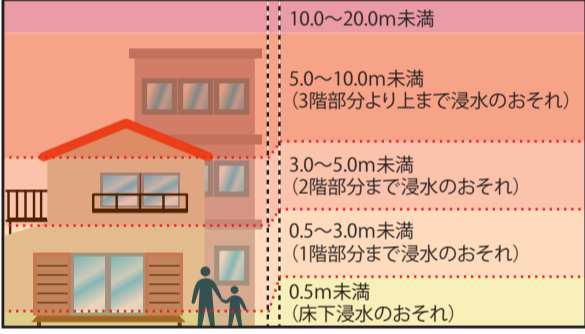 10.0～20.0m未満
5.0～10.0m未満
（3階部分より上まで浸水のおそれ）
3.0～5.0m未満
（2階部分まで浸水のおそれ）
0.5～3.0m未満
（1階部分まで浸水のおそれ）
0.5m未満
（床下浸水のおそれ）